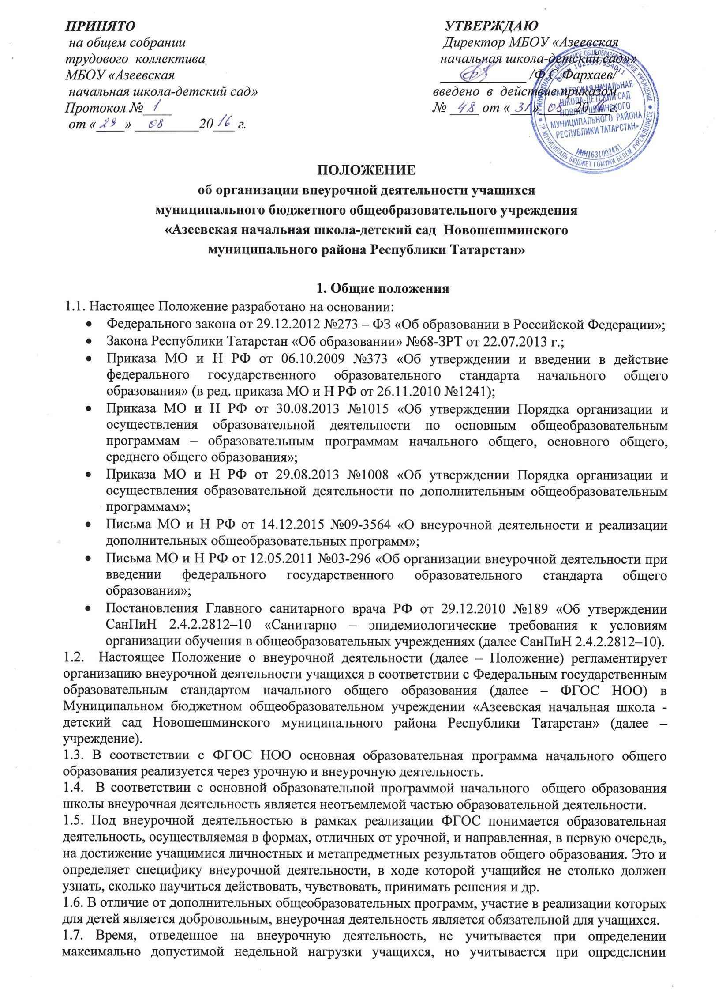 ПРИНЯТО
на общем собрании
трудового коллектива
МБОУ «Азеевская
начальная школа-детский сад»
Протокол № 1
от « 29 » 08 2016 г.
УТВЕРЖДАЮ
Директор МБОУ «Азеевская
начальная школа-детский сад»»
/Ф.С.Фархаев/
введено в действие приказом
№ 48 от « 31 » 08 2016 г.
МУНИЦИПАЛЬНОЕ БЮДЖЕТНОЕ ОБЩЕОБРАЗОВАТЕЛЬНОЕ УЧРЕЖДЕНИЕ
ТР МУНИЦИПАЛЬ БЮДЖЕТ ГОМУМИ БЕЛЕМ УЧРЕЖДЕНИЕСЕ
ОГРН 1021607554011
«АЗЕЕВСКАЯ НАЧАЛЬНАЯ
ШКОЛА-ДЕТСКИЙ САД
НОВОШЕШМИНСКОГО
МУНИЦИПАЛЬНОГО РАЙОНА
РЕСПУБЛИКИ ТАТАРСТАН»
ИНН1631002481
ПОЛОЖЕНИЕ
об организации внеурочной деятельности учащихся
муниципального бюджетного общеобразовательного учреждения
«Азеевская начальная школа-детский сад Новошешминского
муниципального района Республики Татарстан»
1. Общие положения
1.1. Настоящее Положение разработано на основании:
• Федерального закона от 29.12.2012 №273 – ФЗ «Об образовании в Российской Федерации»;
• Закона Республики Татарстан «Об образовании» №68-ЗРТ от 22.07.2013 г.;
• Приказа МО и Н РФ от 06.10.2009 №373 «Об утверждении и введении в действие
федерального государственного образовательного стандарта начального общего
образования» (в ред. приказа МО и Н РФ от 26.11.2010 №1241);
• Приказа МО и Н РФ от 30.08.2013 №1015 «Об утверждении Порядка организации и
осуществления образовательной деятельности по основным общеобразовательным
программам – образовательным программам начального общего, основного общего,
среднего общего образования»;
• Приказа МО и Н РФ от 29.08.2013 №1008 «Об утверждении Порядка организации и
осуществления образовательной деятельности по дополнительным общеобразовательным
программам»;
• Письма МО и Н РФ от 14.12.2015 №09-3564 «О внеурочной деятельности и реализации
дополнительных общеобразовательных программ»;
• Письма МО и Н РФ от 12.05.2011 №03-296 «Об организации внеурочной деятельности при
введении федерального государственного образовательного стандарта общего
образования»;
• Постановления Главного санитарного врача РФ от 29.12.2010 №189 «Об утверждении
СанПиН 2.4.2.2812–10 «Санитарно – эпидемиологические требования к условиям
организации обучения в общеобразовательных учреждениях (далее СанПиН 2.4.2.2812–10).
1.2. Настоящее Положение о внеурочной деятельности (далее – Положение) регламентирует
организацию внеурочной деятельности учащихся в соответствии с Федеральным государственным
образовательным стандартом начального общего образования (далее – ФГОС НОО) в
Муниципальном бюджетном общеобразовательном учреждении «Азеевская начальная школа -
детский сад Новошешминского муниципального района Республики Татарстан» (далее –
учреждение).
1.3. В соответствии с ФГОС НОО основная образовательная программа начального общего
образования реализуется через урочную и внеурочную деятельность.
1.4. В соответствии с основной образовательной программой начального общего образования
школы внеурочная деятельность является неотъемлемой частью образовательной деятельности.
1.5. Под внеурочной деятельностью в рамках реализации ФГОС понимается образовательная
деятельность, осуществляемая в формах, отличных от урочной, и направленная, в первую очередь,
на достижение учащимися личностных и метапредметных результатов общего образования. Это и
определяет специфику внеурочной деятельности, в ходе которой учащийся не столько должен
узнать, сколько научиться действовать, чувствовать, принимать решения и др.
1.6. В отличие от дополнительных общеобразовательных программ, участие в реализации которых
для детей является добровольным, внеурочная деятельность является обязательной для учащихся.
1.7. Время, отведенное на внеурочную деятельность, не учитывается при определении
максимально допустимой недельной нагрузки учащихся, но учитывается при определении